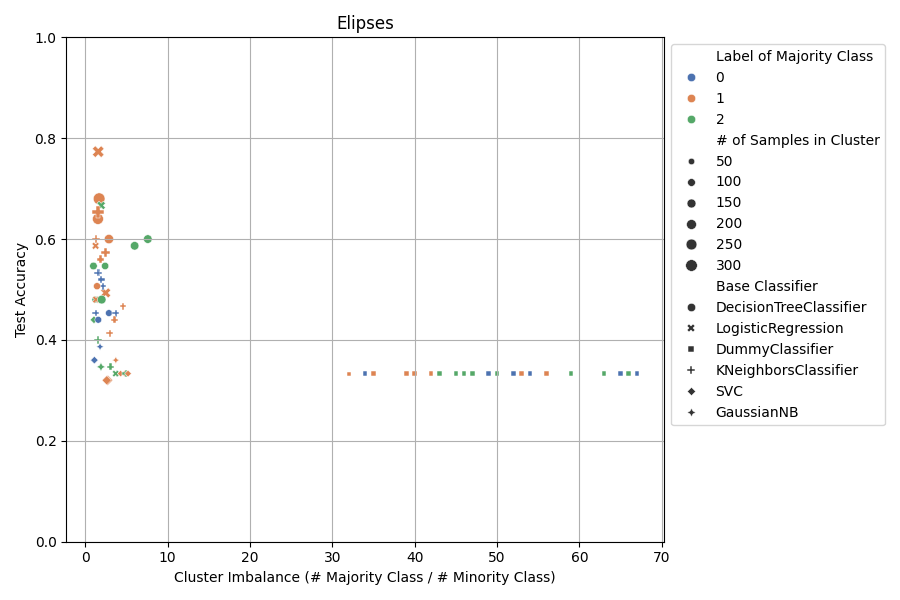 Elipses
1.0
0.8
0.6
0.4
0.2
0.0
Test Accuracy
0 10 20 30 40 50 60 70
Cluster Imbalance (# Majority Class / # Minority Class)
Label of Majority Class
0
1
2
# of Samples in Cluster
50
100
150
200
250
300
Base Classifier
DecisionTreeClassifier
LogisticRegression
DummyClassifier
KNeighborsClassifier
SVC
GaussianNB